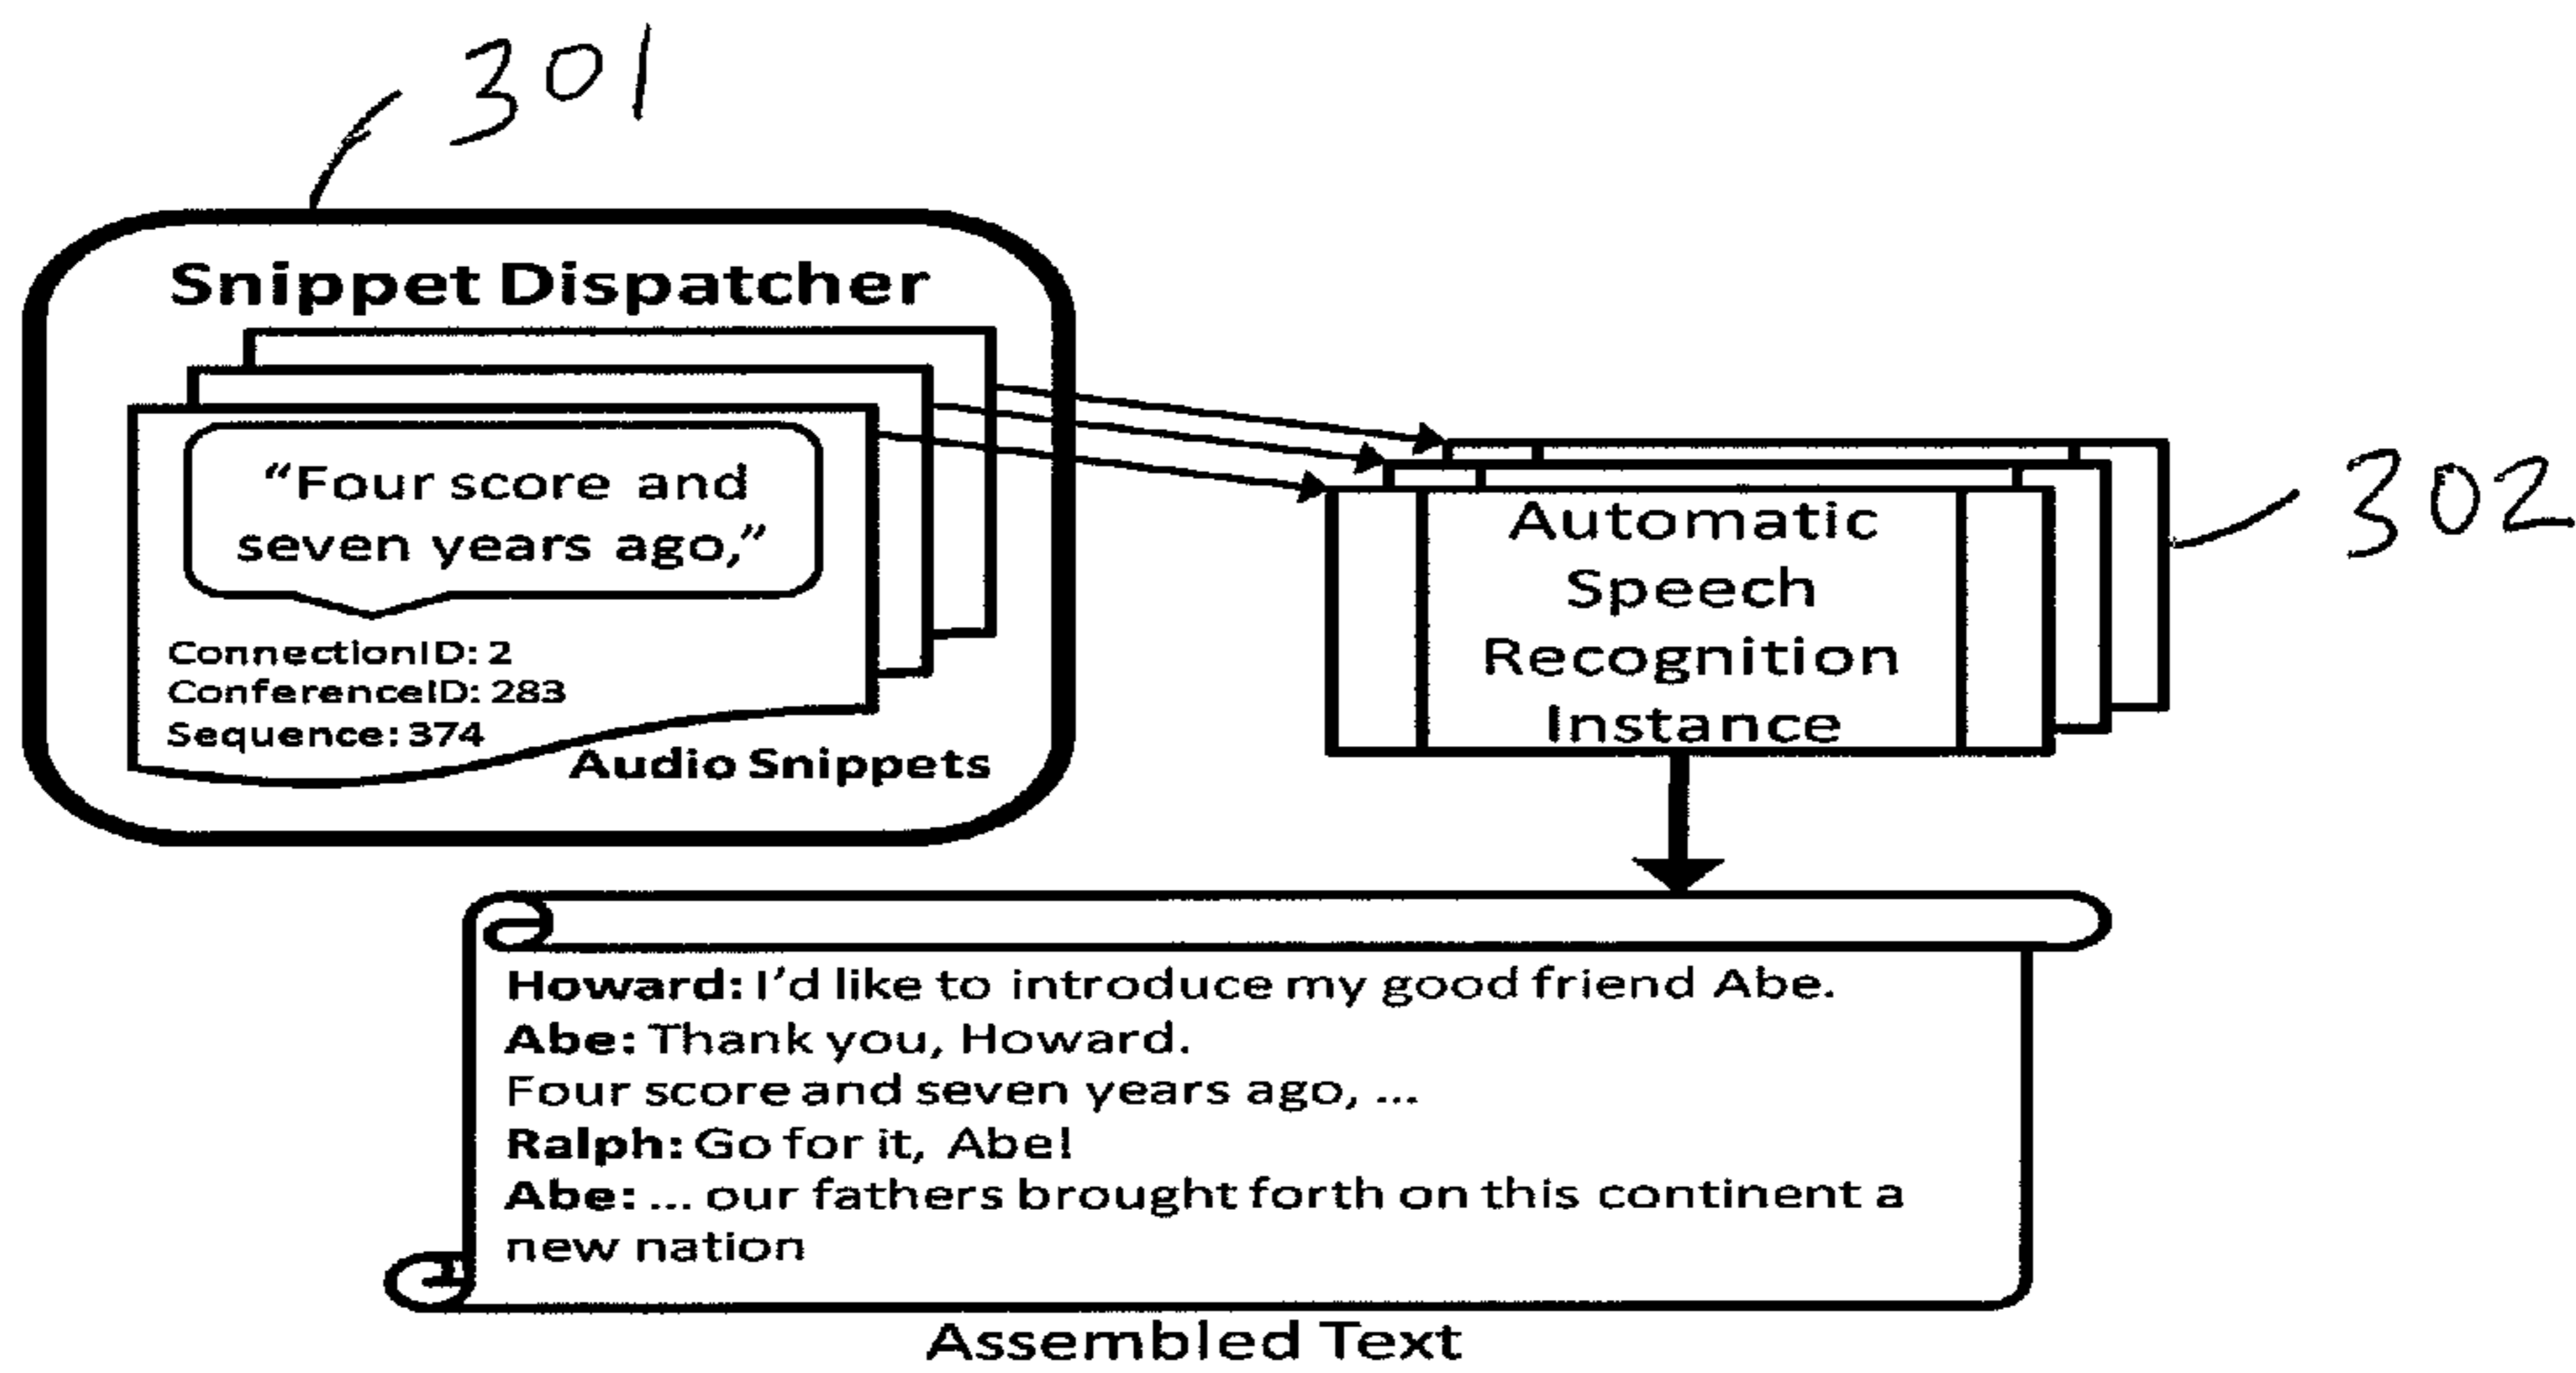 301
Snippet Dispatcher
“Four score and
seven years ago,”
ConnectionID: 2
ConferenceID: 283
Sequence: 374
Audio Snippets
Automatic
Speech
Recognition
Instance
302
Howard: I’d like to introduce my good friend Abe.
Abe: Thank you, Howard.
Four score and seven years ago, ...
Ralph: Go for it, Abe!
Abe: ... our fathers brought forth on this continent a
new nation
Assembled Text